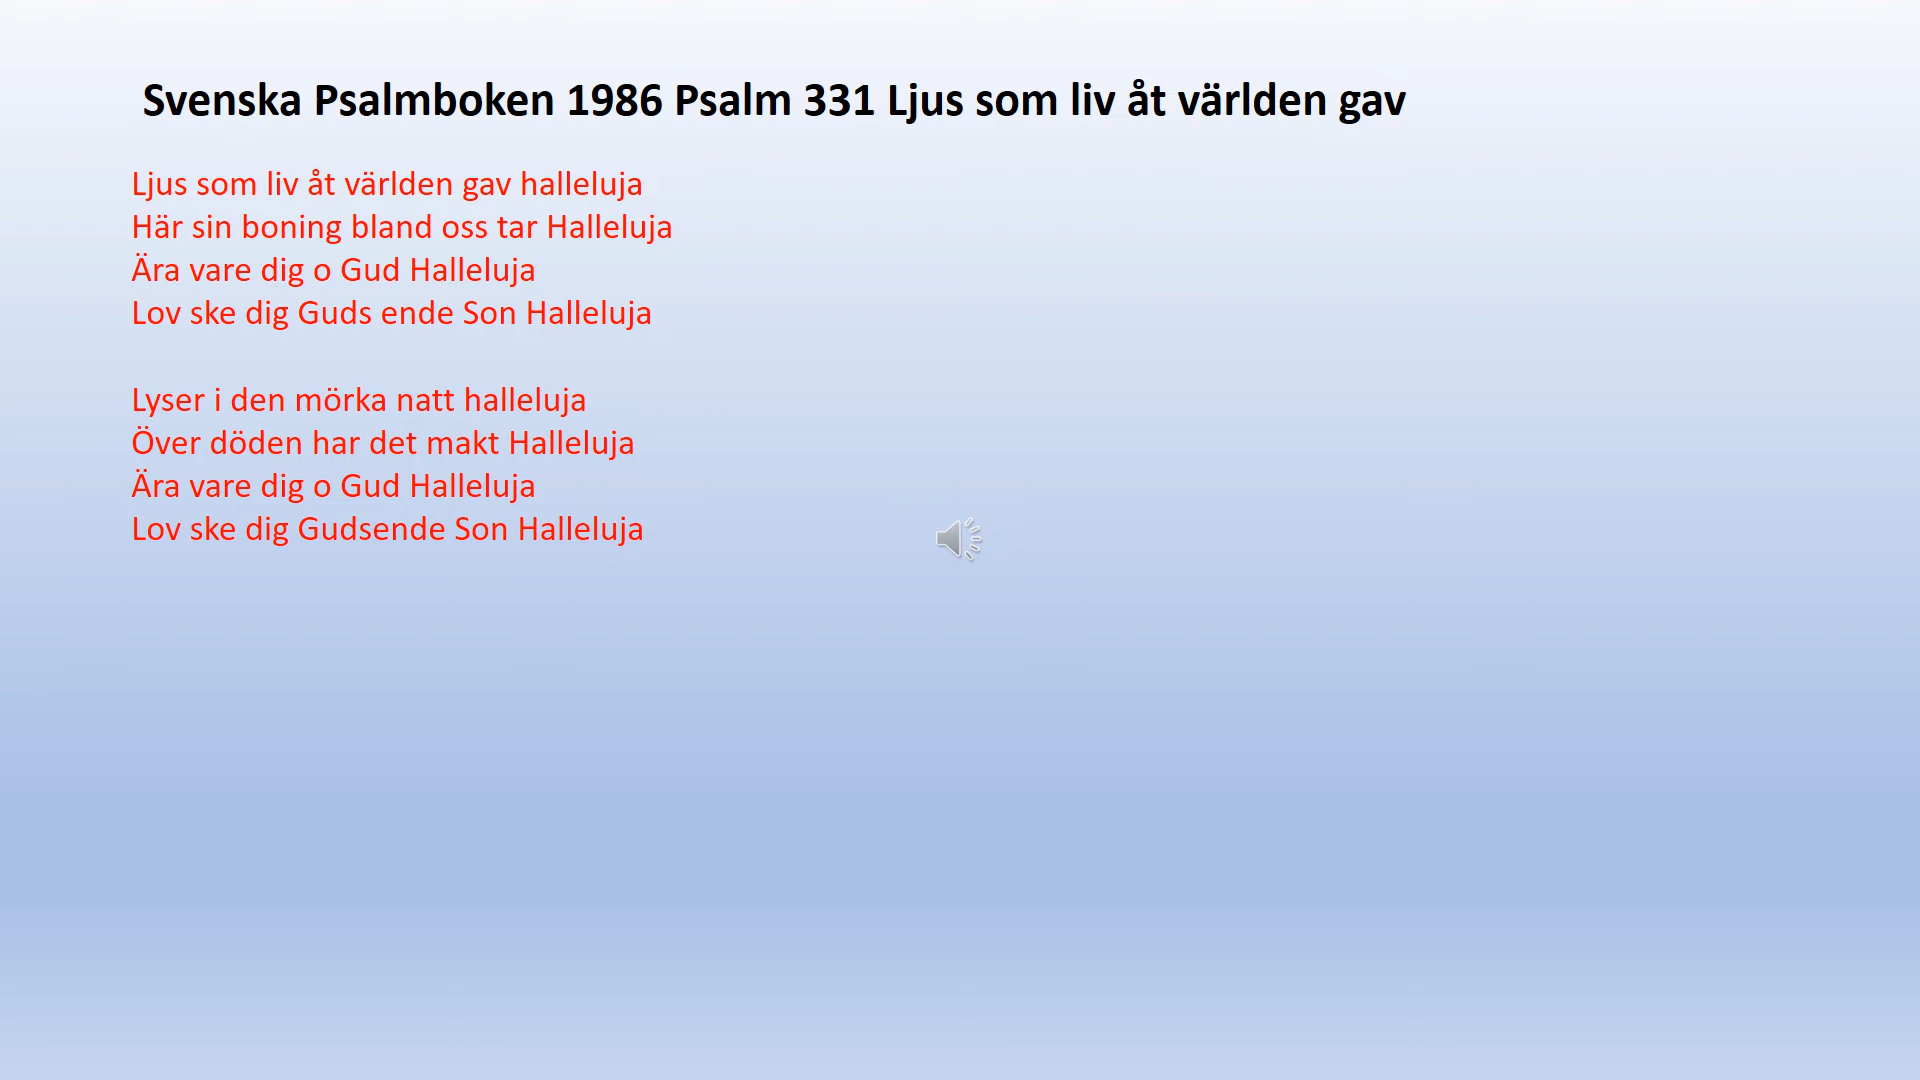 Svenska Psalmboken 1986 Psalm 331 Ljus som liv åt världen gav
Ljus som liv åt världen gav halleluja
Här sin boning bland oss tar Halleluja
Ära vare dig o Gud Halleluja
Lov ske dig Guds ende Son Halleluja
Lyser i den mörka natt halleluja
Över döden har det makt Halleluja
Ära vare dig o Gud Halleluja
Lov ske dig Gudsende Son Halleluja